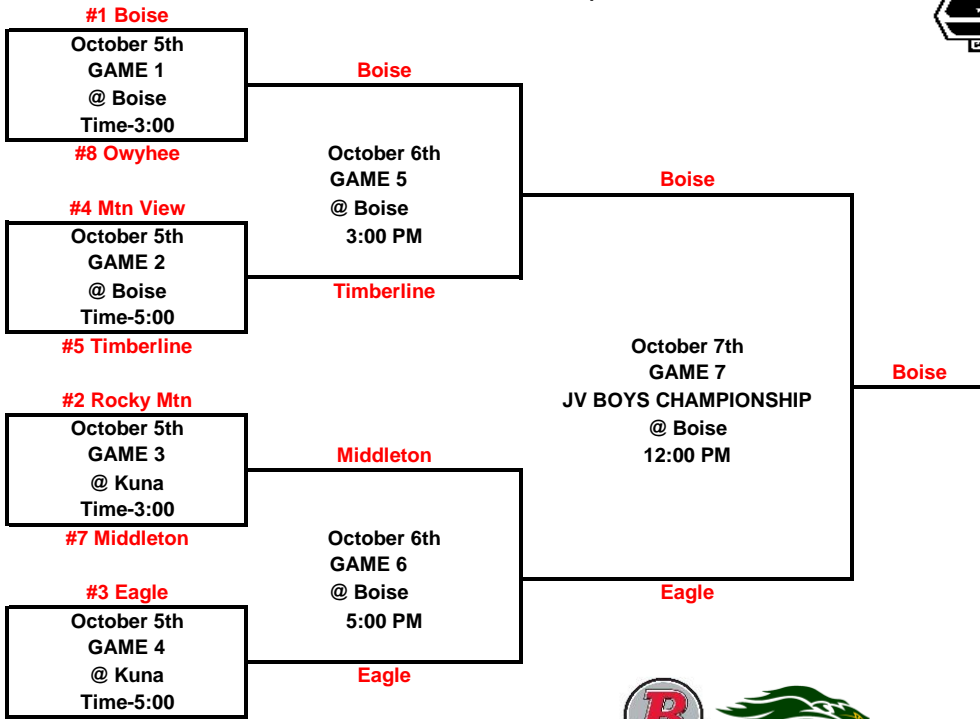 #1 Boise
October 5th
GAME 1
@ Boise
Time-3:00
#8 Owyhee
#4 Mtn View
October 5th
GAME 2
@ Boise
Time-5:00
#5 Timberline
#2 Rocky Mtn
October 5th
GAME 3
@ Kuna
Time-3:00
#7 Middleton
#3 Eagle
October 5th
GAME 4
@ Kuna
Time-5:00
Boise
October 6th
GAME 5
@ Boise
3:00 PM
Timberline
Middleton
October 6th
GAME 6
@ Boise
5:00 PM
Eagle
Boise
October 7th
GAME 7
JV BOYS CHAMPIONSHIP
@ Boise
12:00 PM
Eagle
Boise
R